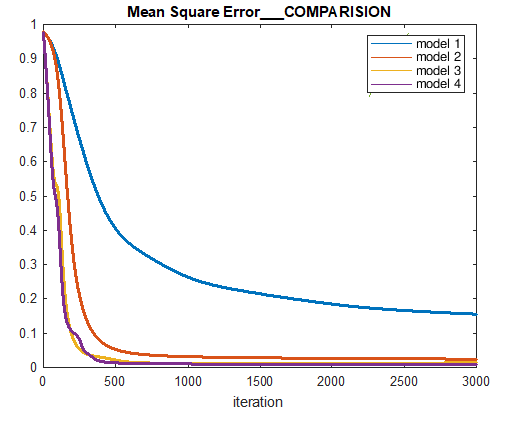 Mean Square Error___COMPARISION
1
0.9
0.8
0.7
0.6
0.5
0.4
0.3
0.2
0.1
0
model 1
model 2
model 3
model 4
0 500 1000 1500 2000 2500 3000
iteration